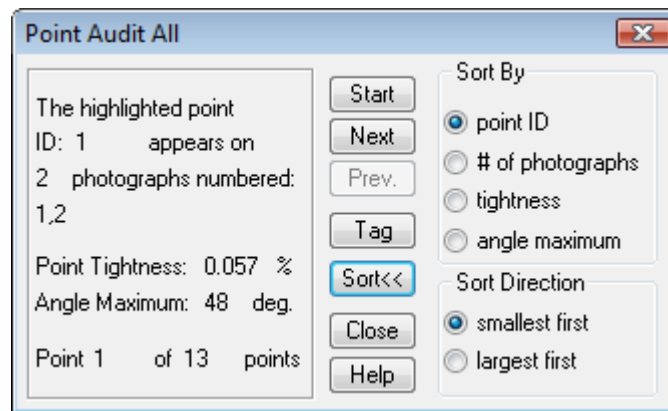 Point Audit All
The highlighted point
ID: 1 appears on
2 photographs numbered:
1,2
Point Tightness: 0.057 %
Angle Maximum: 48 deg.
Point 1 of 13 points
Start
Next
Prev.
Tag
Sort<<
Close
Help
Sort By
point ID
# of photographs
tightness
angle maximum
Sort Direction
smallest first
largest first